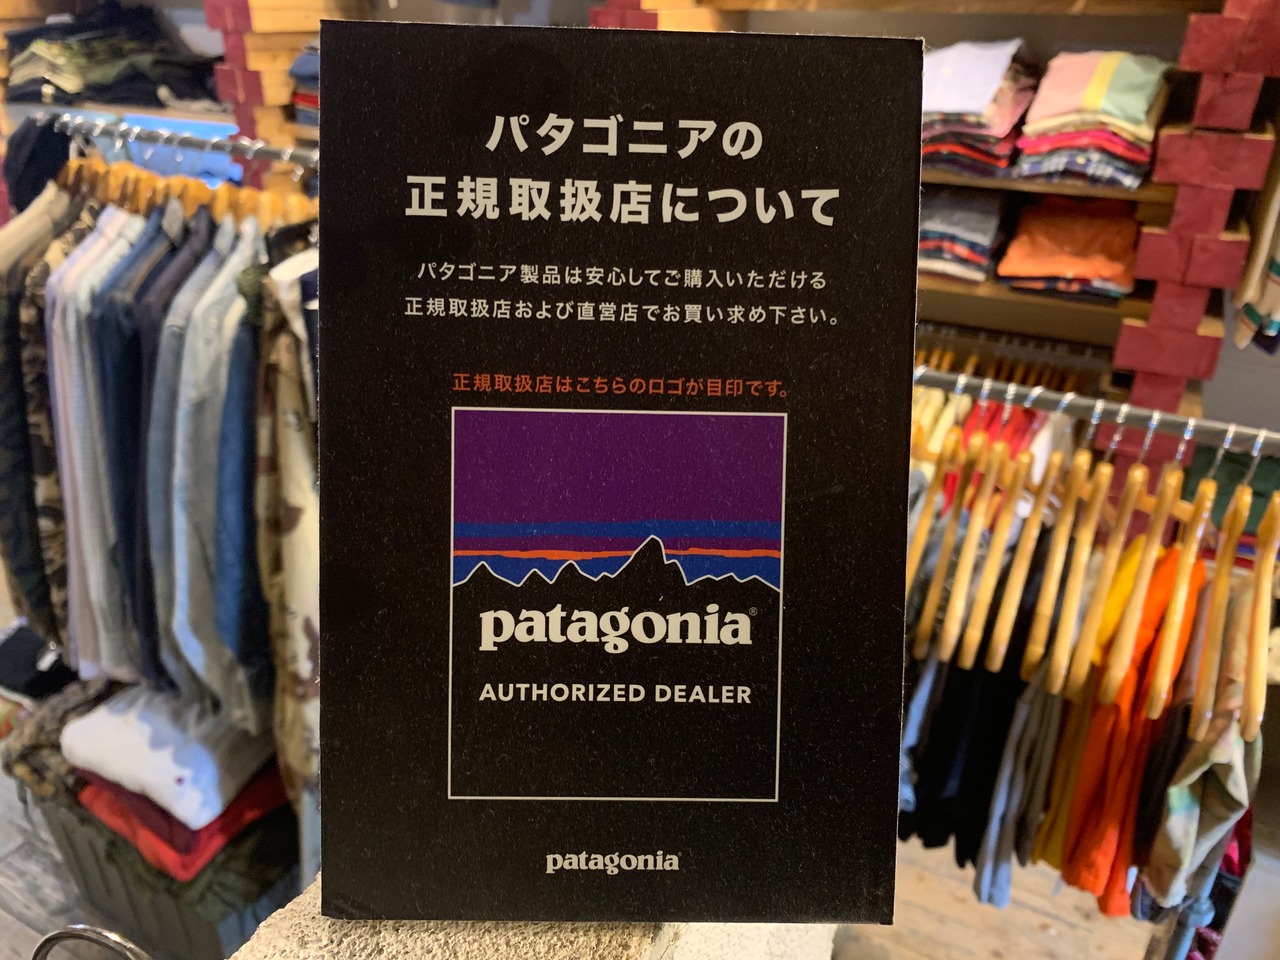 パタゴニアの
正規取扱店について
パタゴニア製品は安心してご購入いただける
正規取扱店および直営店でお買い求め下さい。
正規取扱店はこちらのロゴが目印です。
patagonia®
AUTHORIZED DEALER
patagonia®